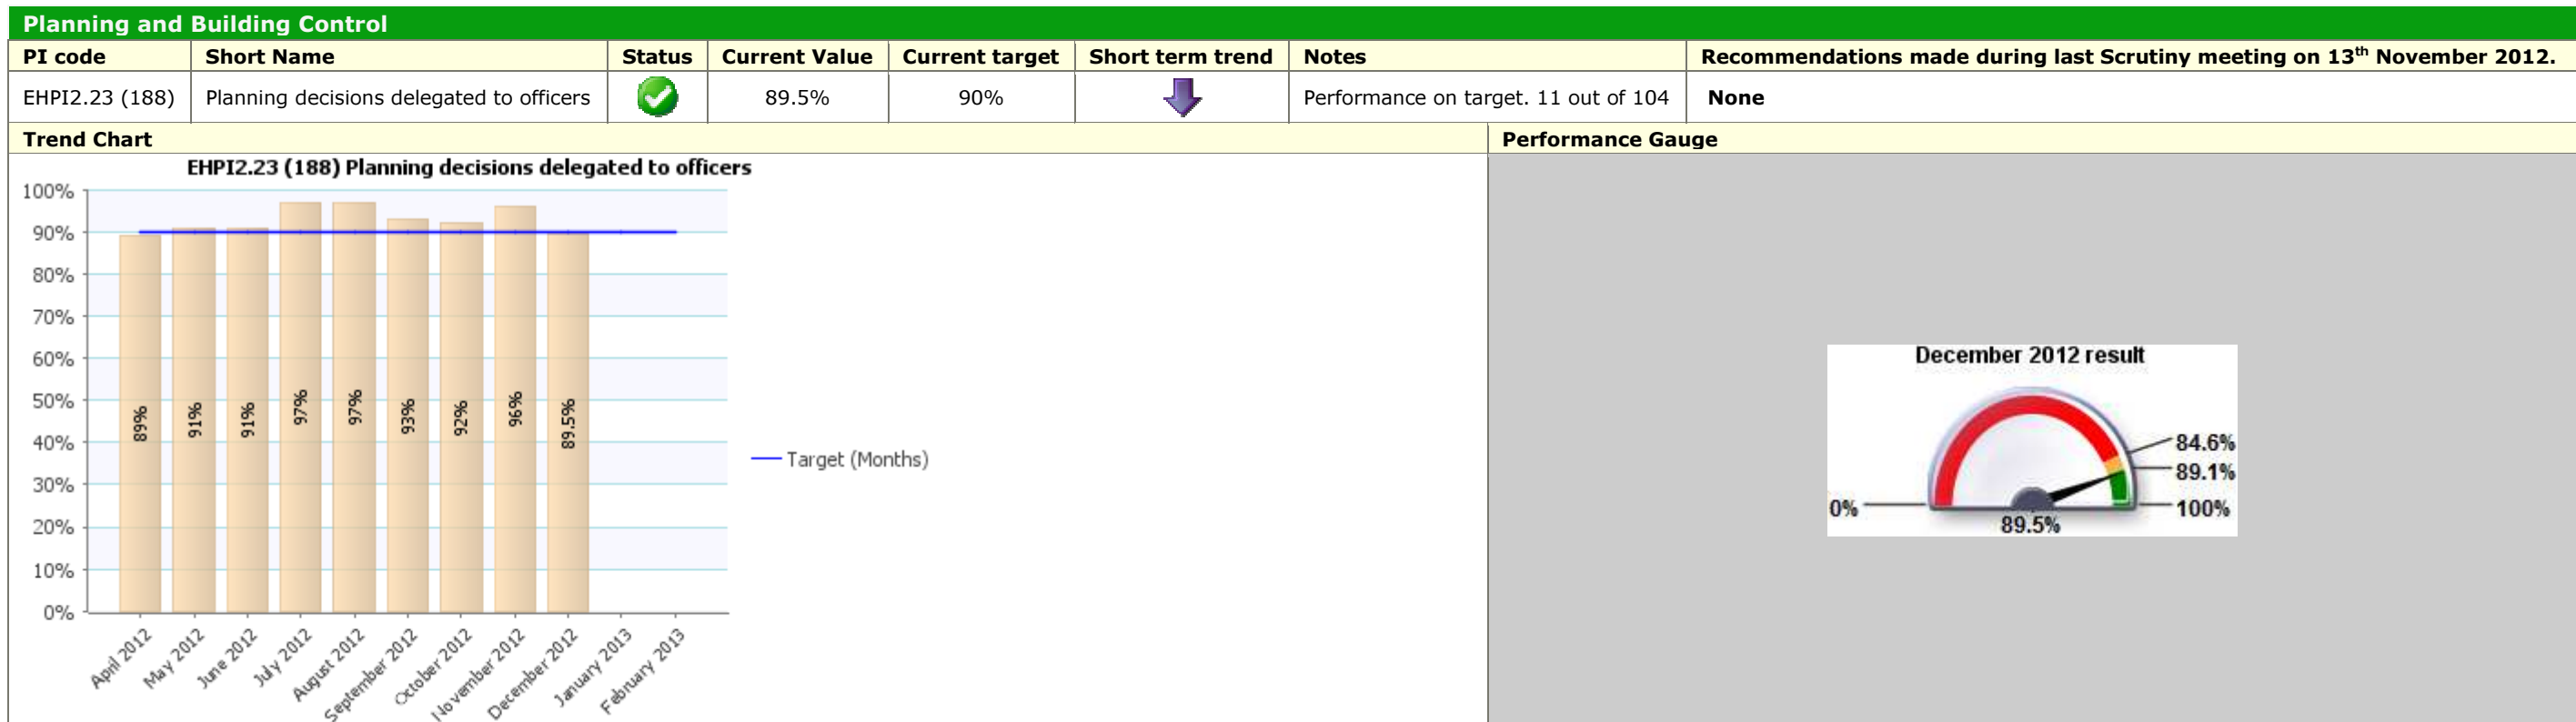 Planning and Building Control
PI code Short Name Status Current Value Current target Short term trend Notes Recommendations made during last Scrutiny meeting on 13th November 2012.
EHPI2.23 (188) Planning decisions delegated to officers 89.5% 90% Performance on target. 11 out of 104 None
Trend Chart Performance Gauge
EHPI2.23 (188) Planning decisions delegated to officers
100%
90%
80%
70%
60%
50%
40%
30%
20%
10%
0%
89% 91% 91% 97% 97% 93% 92% 96% 89.5%
April 2012
May 2012
June 2012
July 2012
August 2012
September 2012
October 2012
November 2012
December 2012
January 2013
February 2013
Target (Months)
December 2012 result
84.6%
89.1%
0% 100%
89.5%